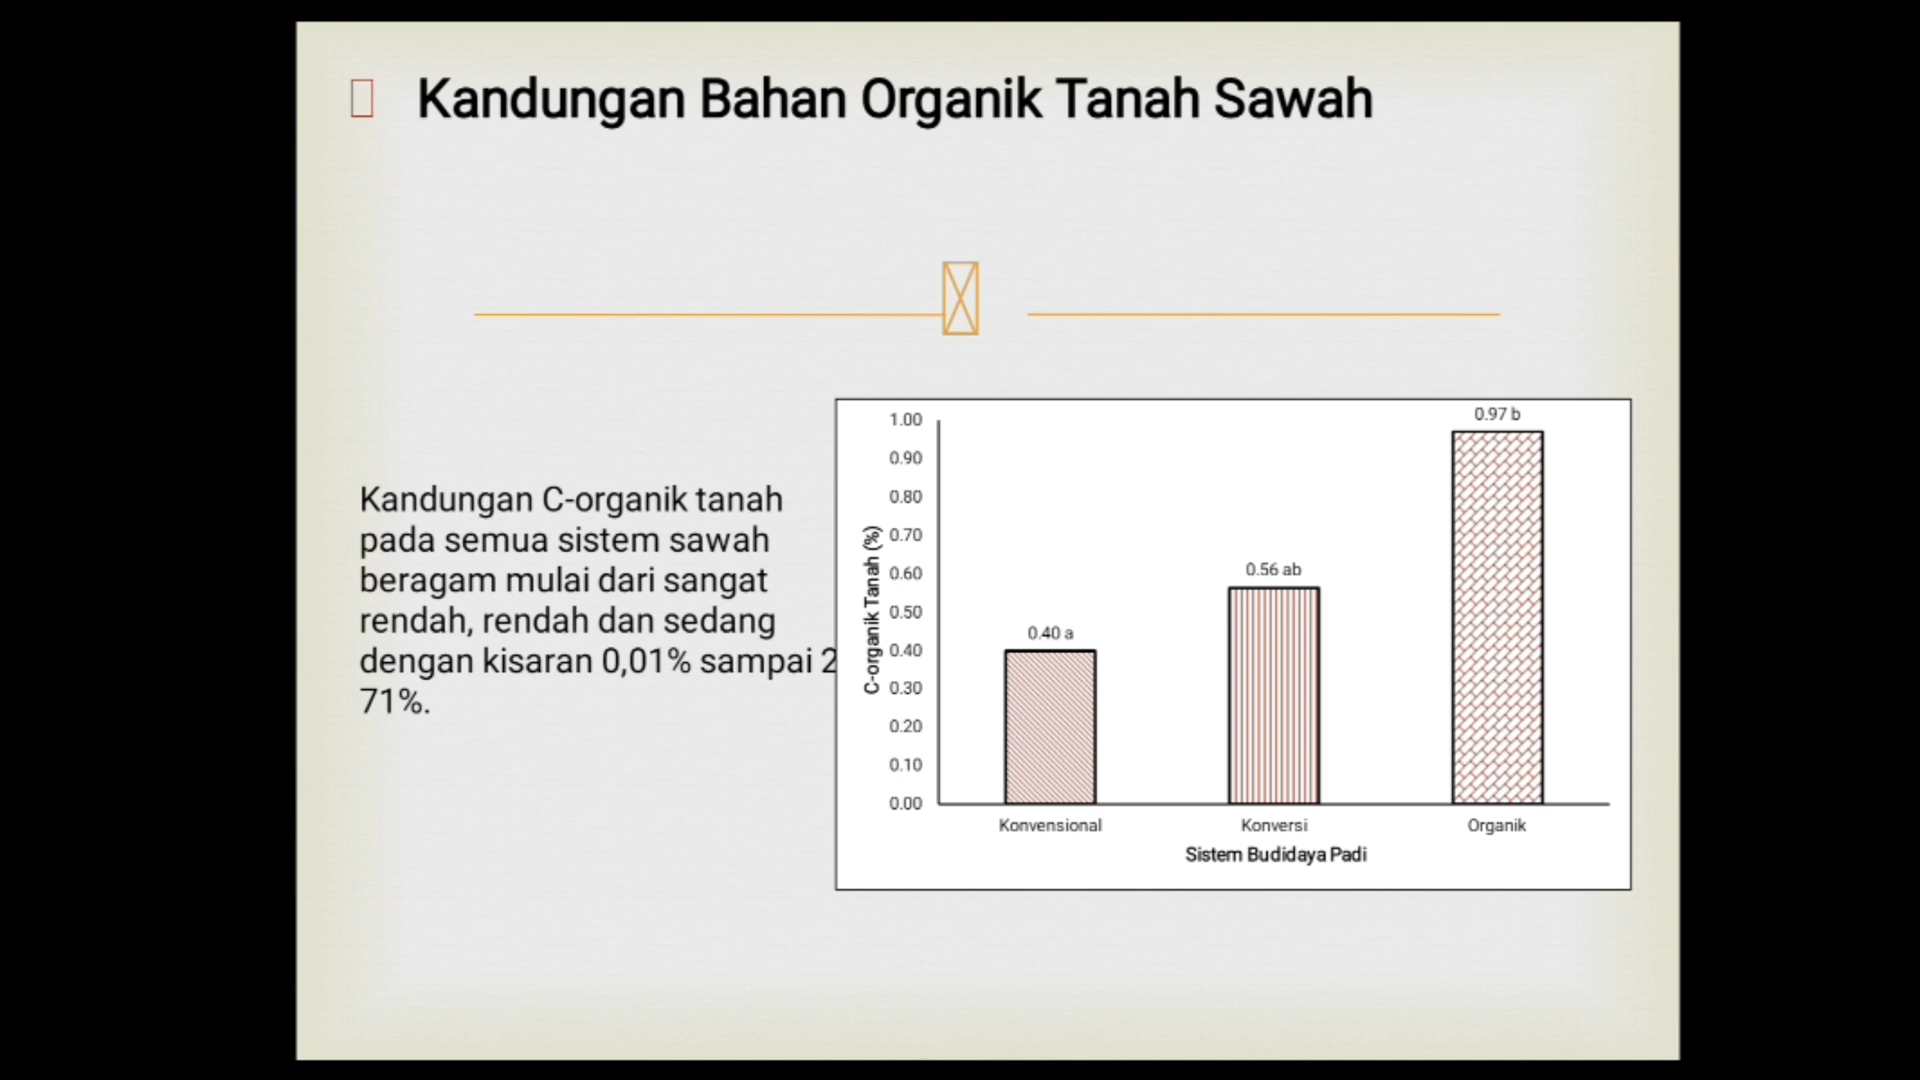 Kandungan Bahan Organik Tanah Sawah
Kandungan C-organik tanah
pada semua sistem sawah
beragam mulai dari sangat
rendah, rendah dan sedang
dengan kisaran 0,01% sampai 2
71%.
C-organik Tanah (%)
1.00
0.90
0.80
0.70
0.60
0.50
0.40
0.30
0.20
0.10
0.00
0.40 a
0.56 ab
0.97 b
Konvensional
Konversi
Organik
Sistem Budidaya Padi